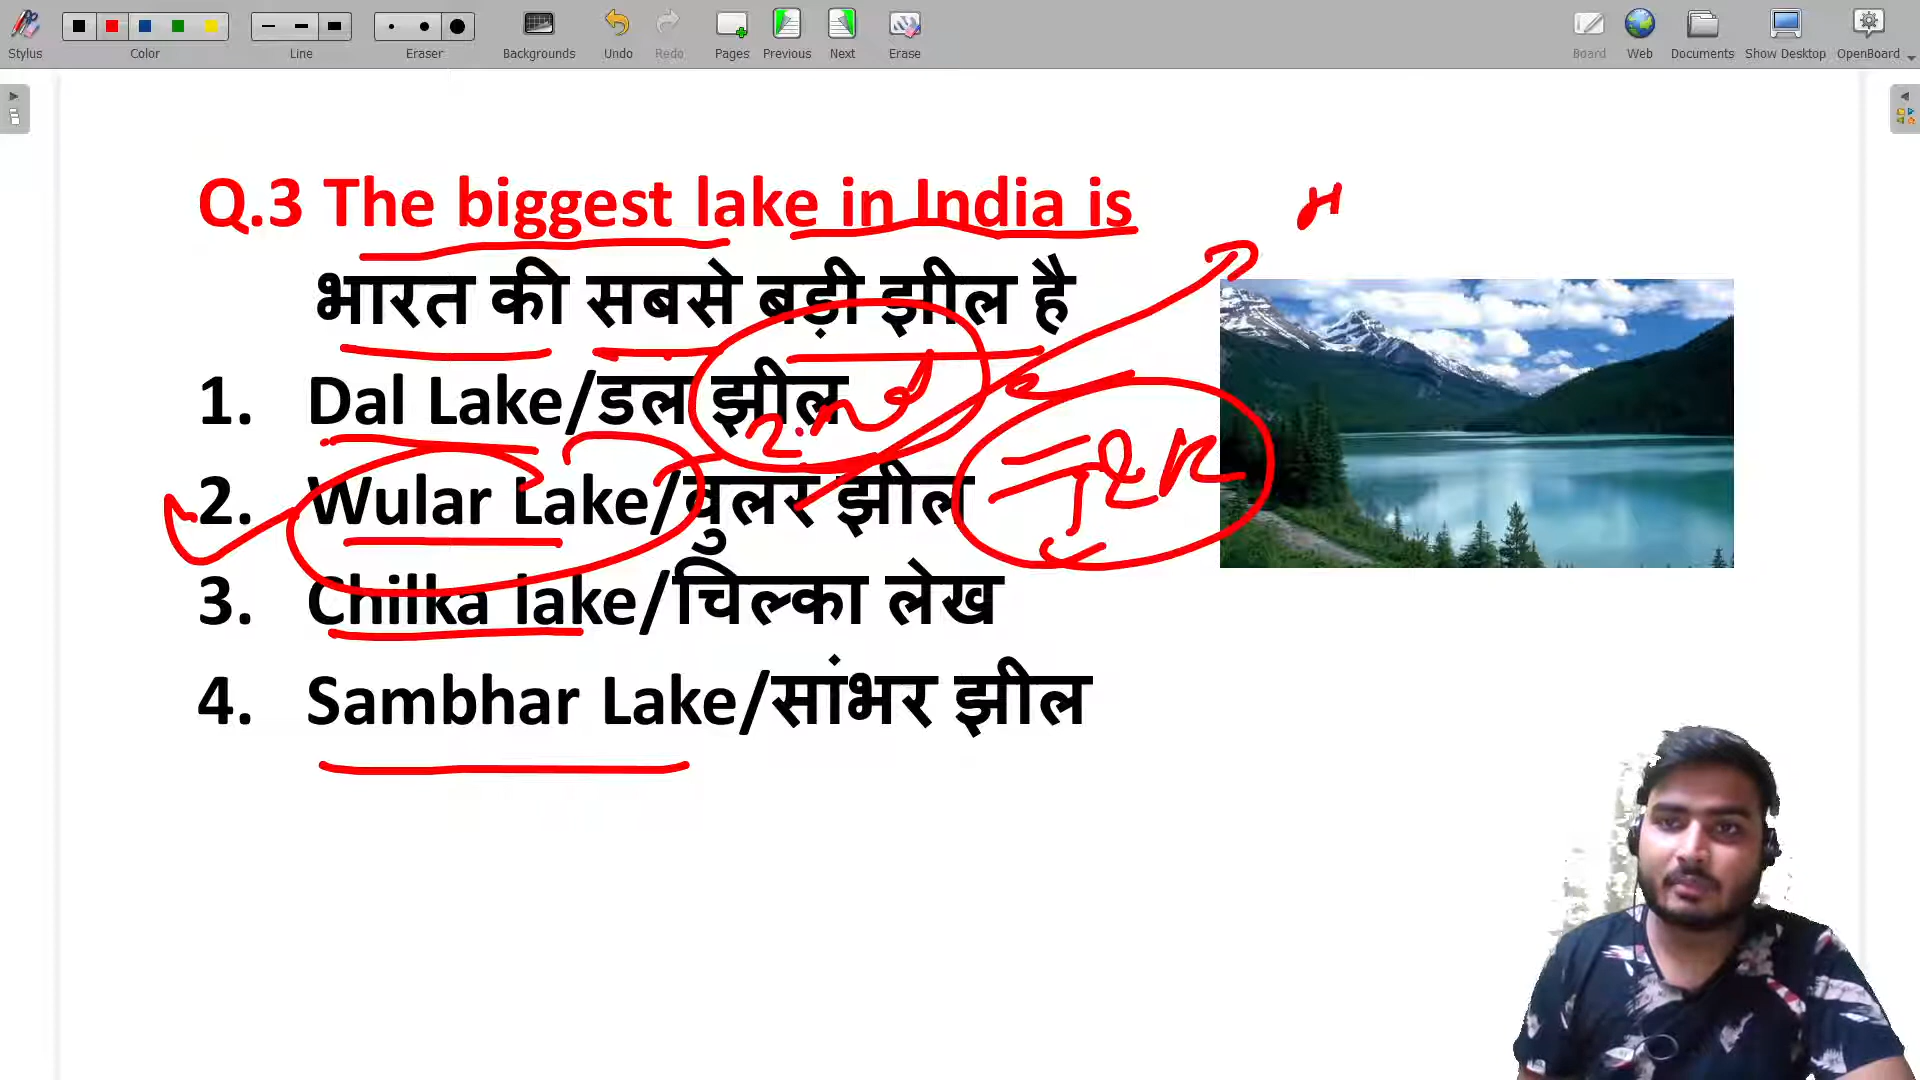 Stylus Color Line Eraser Backgrounds Undo Redo Pages Previous Next Erase Board Web Documents Show Desktop OpenBoard
Q.3 The biggest lake in India is
भारत की सबसे बड़ी झील है
1. Dal Lake/डल झील
2nd
2. Wular Lake/वुलर झील
J&K
3. Chilka lake/चिल्का लेख
4. Sambhar Lake/सांभर झील